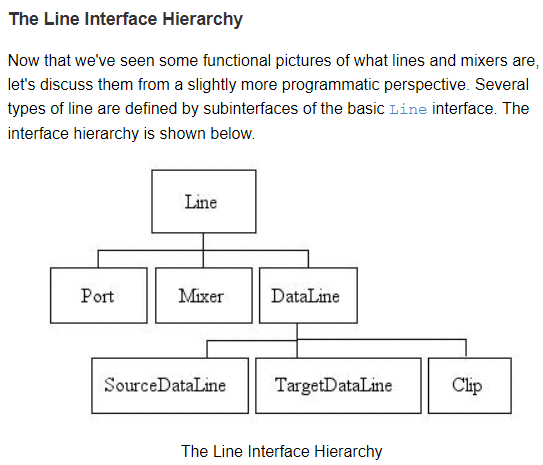 The Line Interface Hierarchy
Now that we've seen some functional pictures of what lines and mixers are,
let's discuss them from a slightly more programmatic perspective. Several
types of line are defined by subinterfaces of the basic Line interface. The
interface hierarchy is shown below.
Line
Port Mixer DataLine
SourceDataLine TargetDataLine Clip
The Line Interface Hierarchy